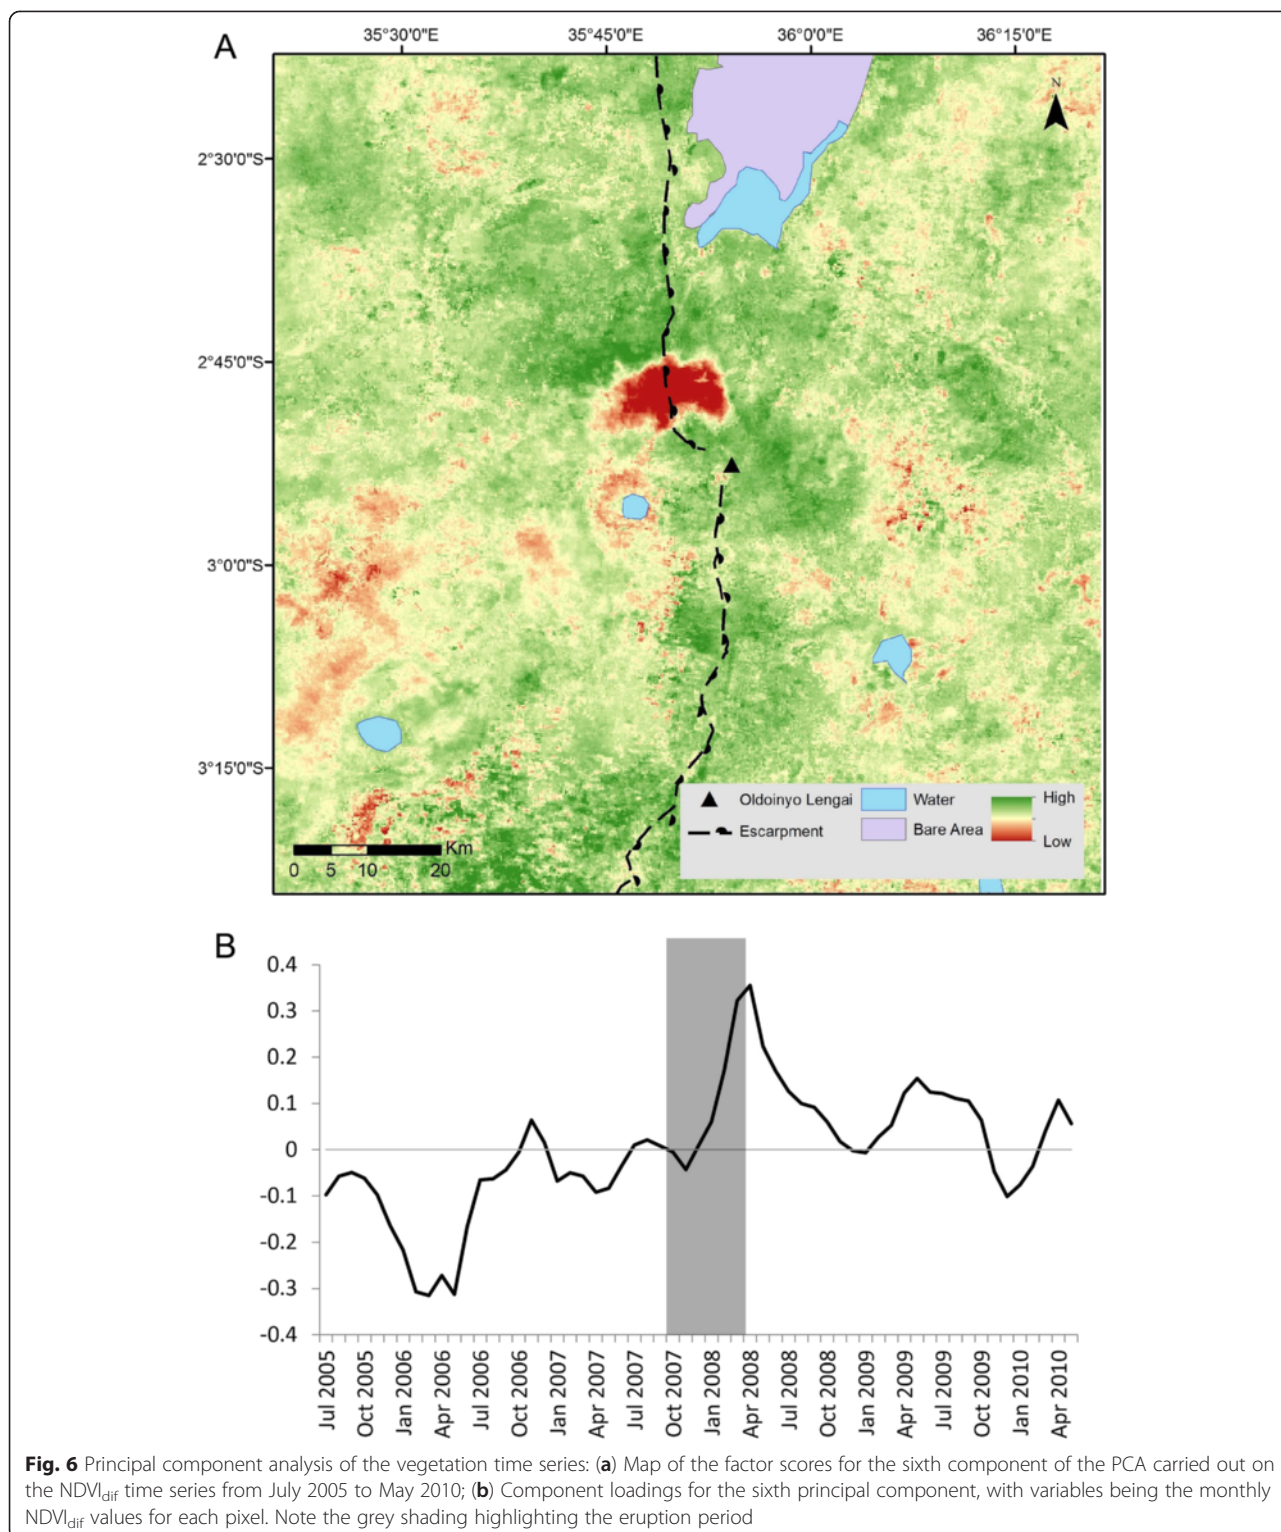 A
35°30'0"E 35°45'0"E 36°0'0"E 36°15'0"E
N
2°30'0"S
2°45'0"S
3°0'0"S
3°15'0"S
Oldoinyo Lengai Water High
Escarpment Bare Area Low
Km
0 5 10 20
B
0.4
0.3
0.2
0.1
0
-0.1
-0.2
-0.3
-0.4
Jul 2005 Oct 2005 Jan 2006 Apr 2006 Jul 2006 Oct 2006 Jan 2007 Apr 2007 Jul 2007 Oct 2007 Jan 2008 Apr 2008 Jul 2008 Oct 2008 Jan 2009 Apr 2009 Jul 2009 Oct 2009 Jan 2010 Apr 2010
Fig. 6 Principal component analysis of the vegetation time series: (a) Map of the factor scores for the sixth component of the PCA carried out on
the NDVIdif time series from July 2005 to May 2010; (b) Component loadings for the sixth principal component, with variables being the monthly
NDVIdif values for each pixel. Note the grey shading highlighting the eruption period